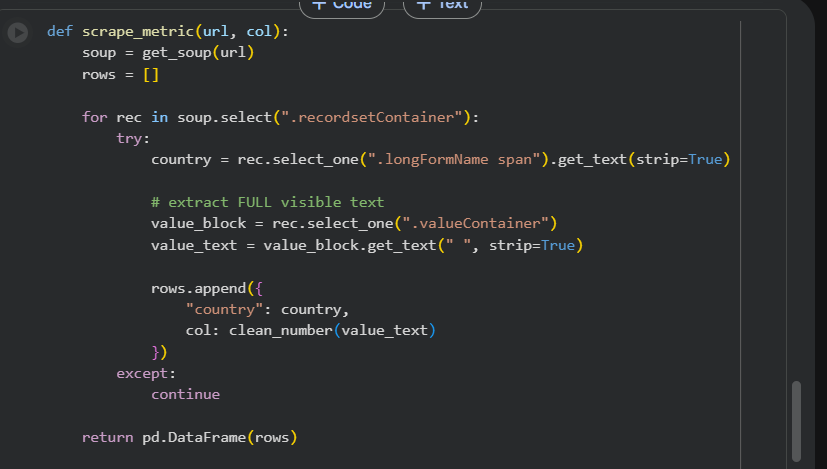 + Code + Text
def scrape_metric(url, col):
    soup = get_soup(url)
    rows = []

    for rec in soup.select(".recordsetContainer"):
        try:
            country = rec.select_one(".longFormName span").get_text(strip=True)

            # extract FULL visible text
            value_block = rec.select_one(".valueContainer")
            value_text = value_block.get_text(" ", strip=True)

            rows.append({
                "country": country,
                col: clean_number(value_text)
            })
        except:
            continue

    return pd.DataFrame(rows)